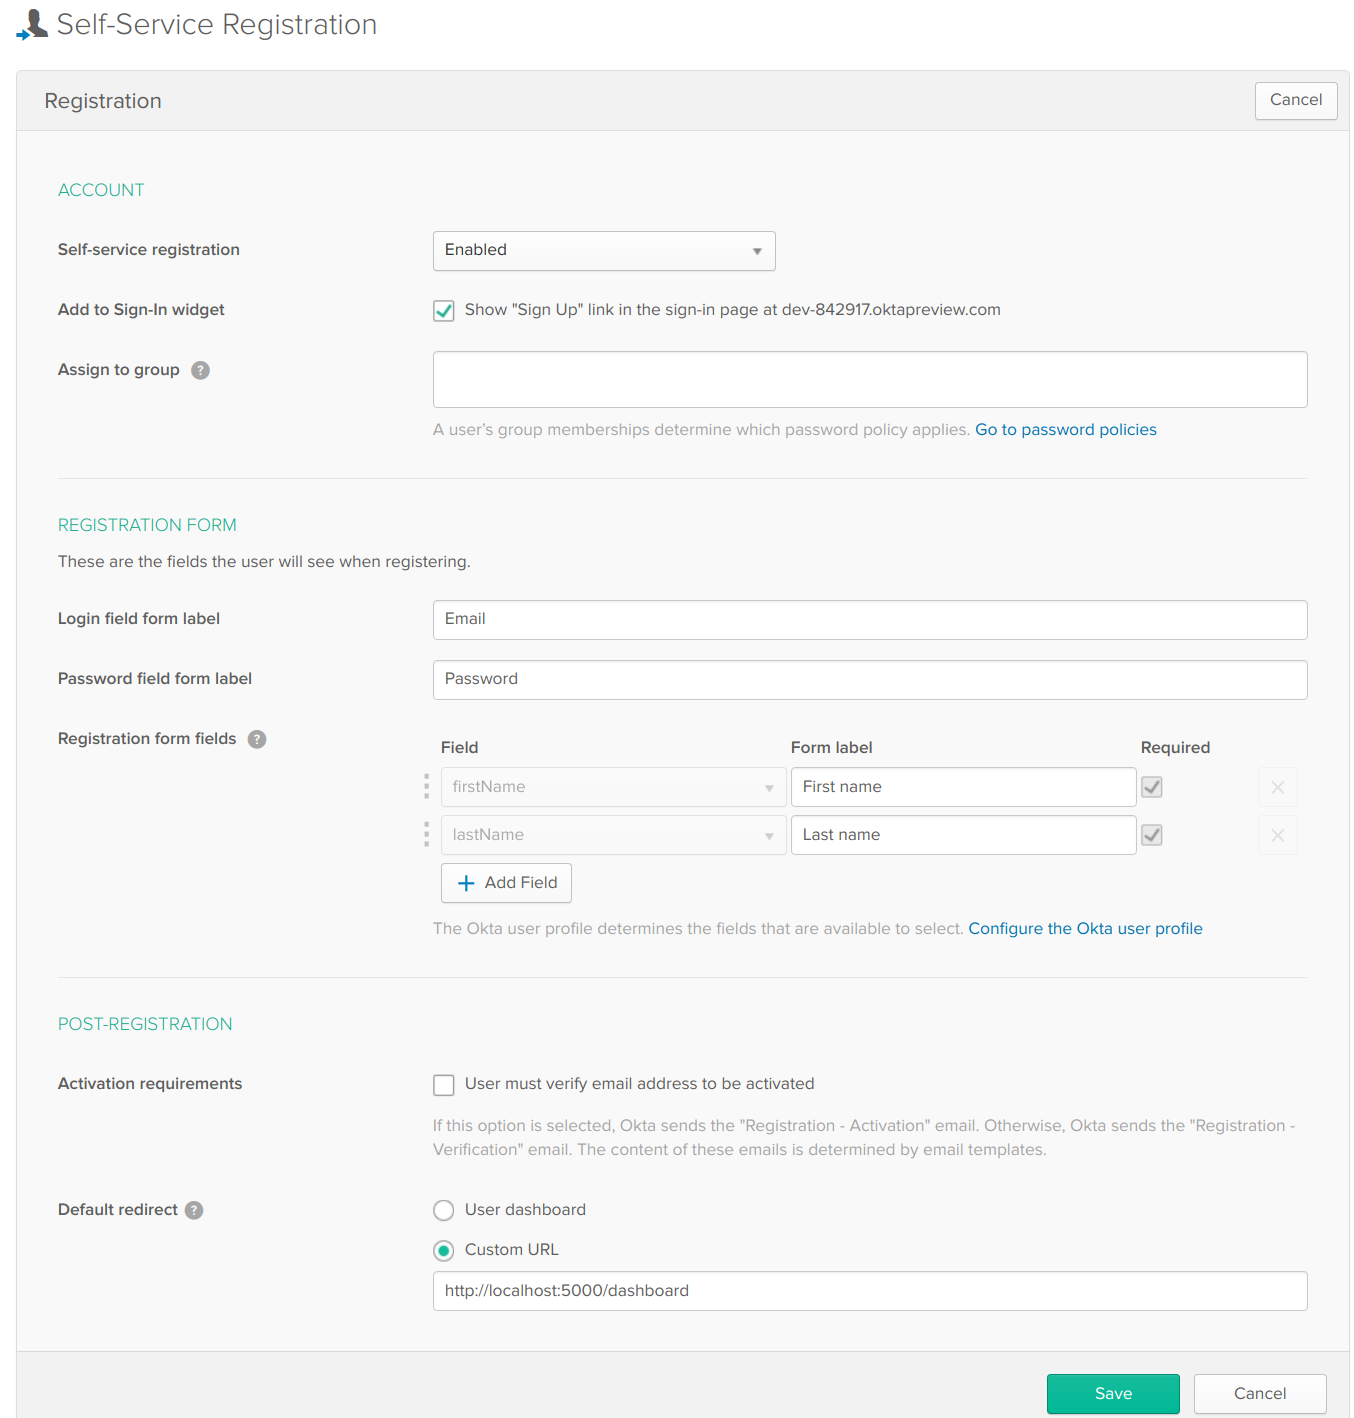 Self-Service Registration
Registration
Cancel
ACCOUNT
Self-service registration
Enabled
Add to Sign-In widget
Show "Sign Up" link in the sign-in page at dev-842917.oktapreview.com
Assign to group ?
A user's group memberships determine which password policy applies. Go to password policies
REGISTRATION FORM
These are the fields the user will see when registering.
Login field form label
Email
Password field form label
Password
Registration form fields ?
Field Form label Required
firstName First name
lastName Last name
Add Field
The Okta user profile determines the fields that are available to select. Configure the Okta user profile
POST-REGISTRATION
Activation requirements
User must verify email address to be activated
If this option is selected, Okta sends the "Registration - Activation" email. Otherwise, Okta sends the "Registration -
Verification" email. The content of these emails is determined by email templates.
Default redirect ?
User dashboard
Custom URL
http://localhost:5000/dashboard
Save Cancel